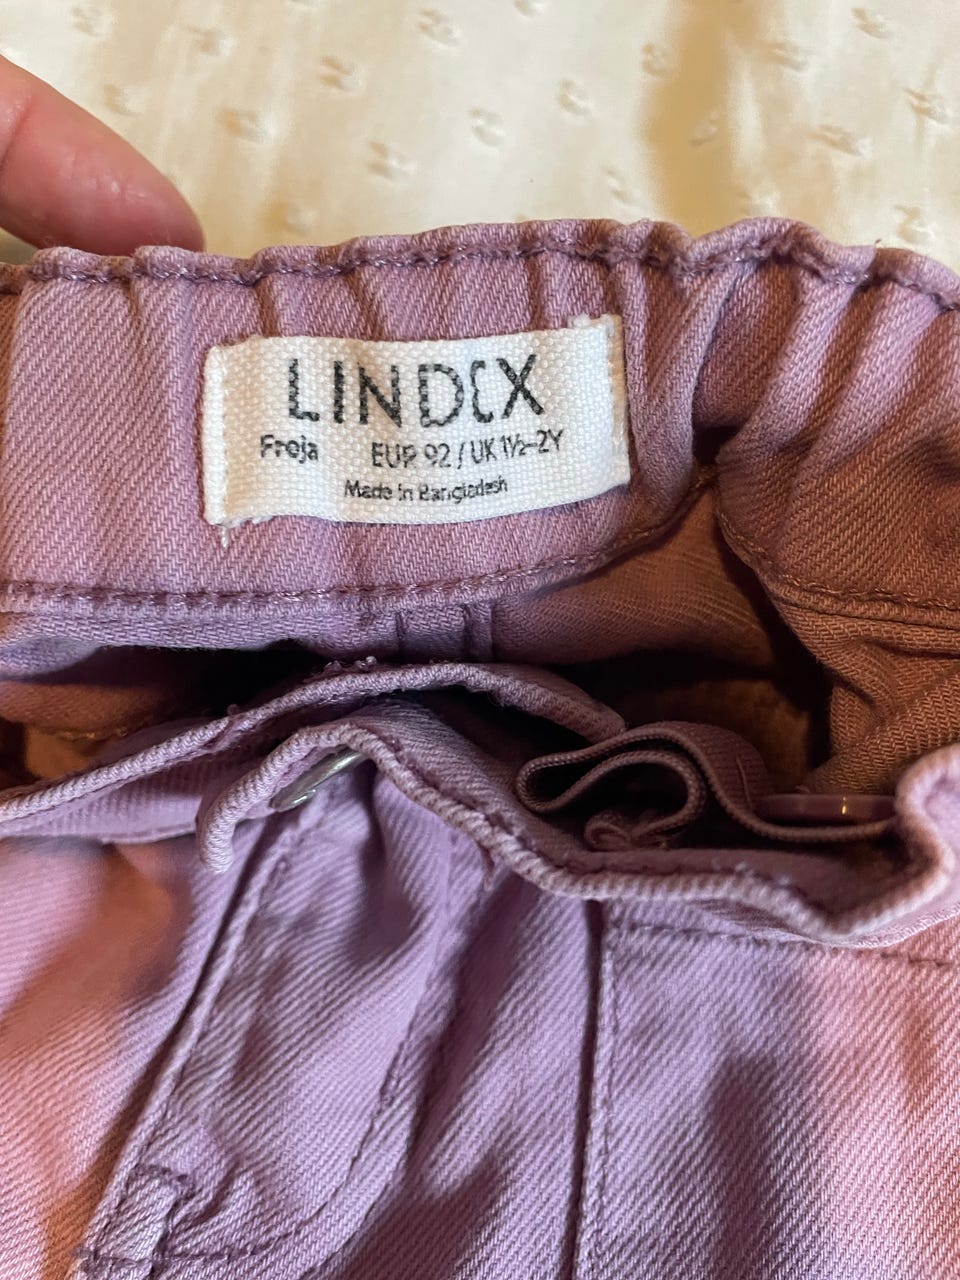 LINDEX
Freja EUR 92 / UK 1½–2Y
Made in Bangladesh